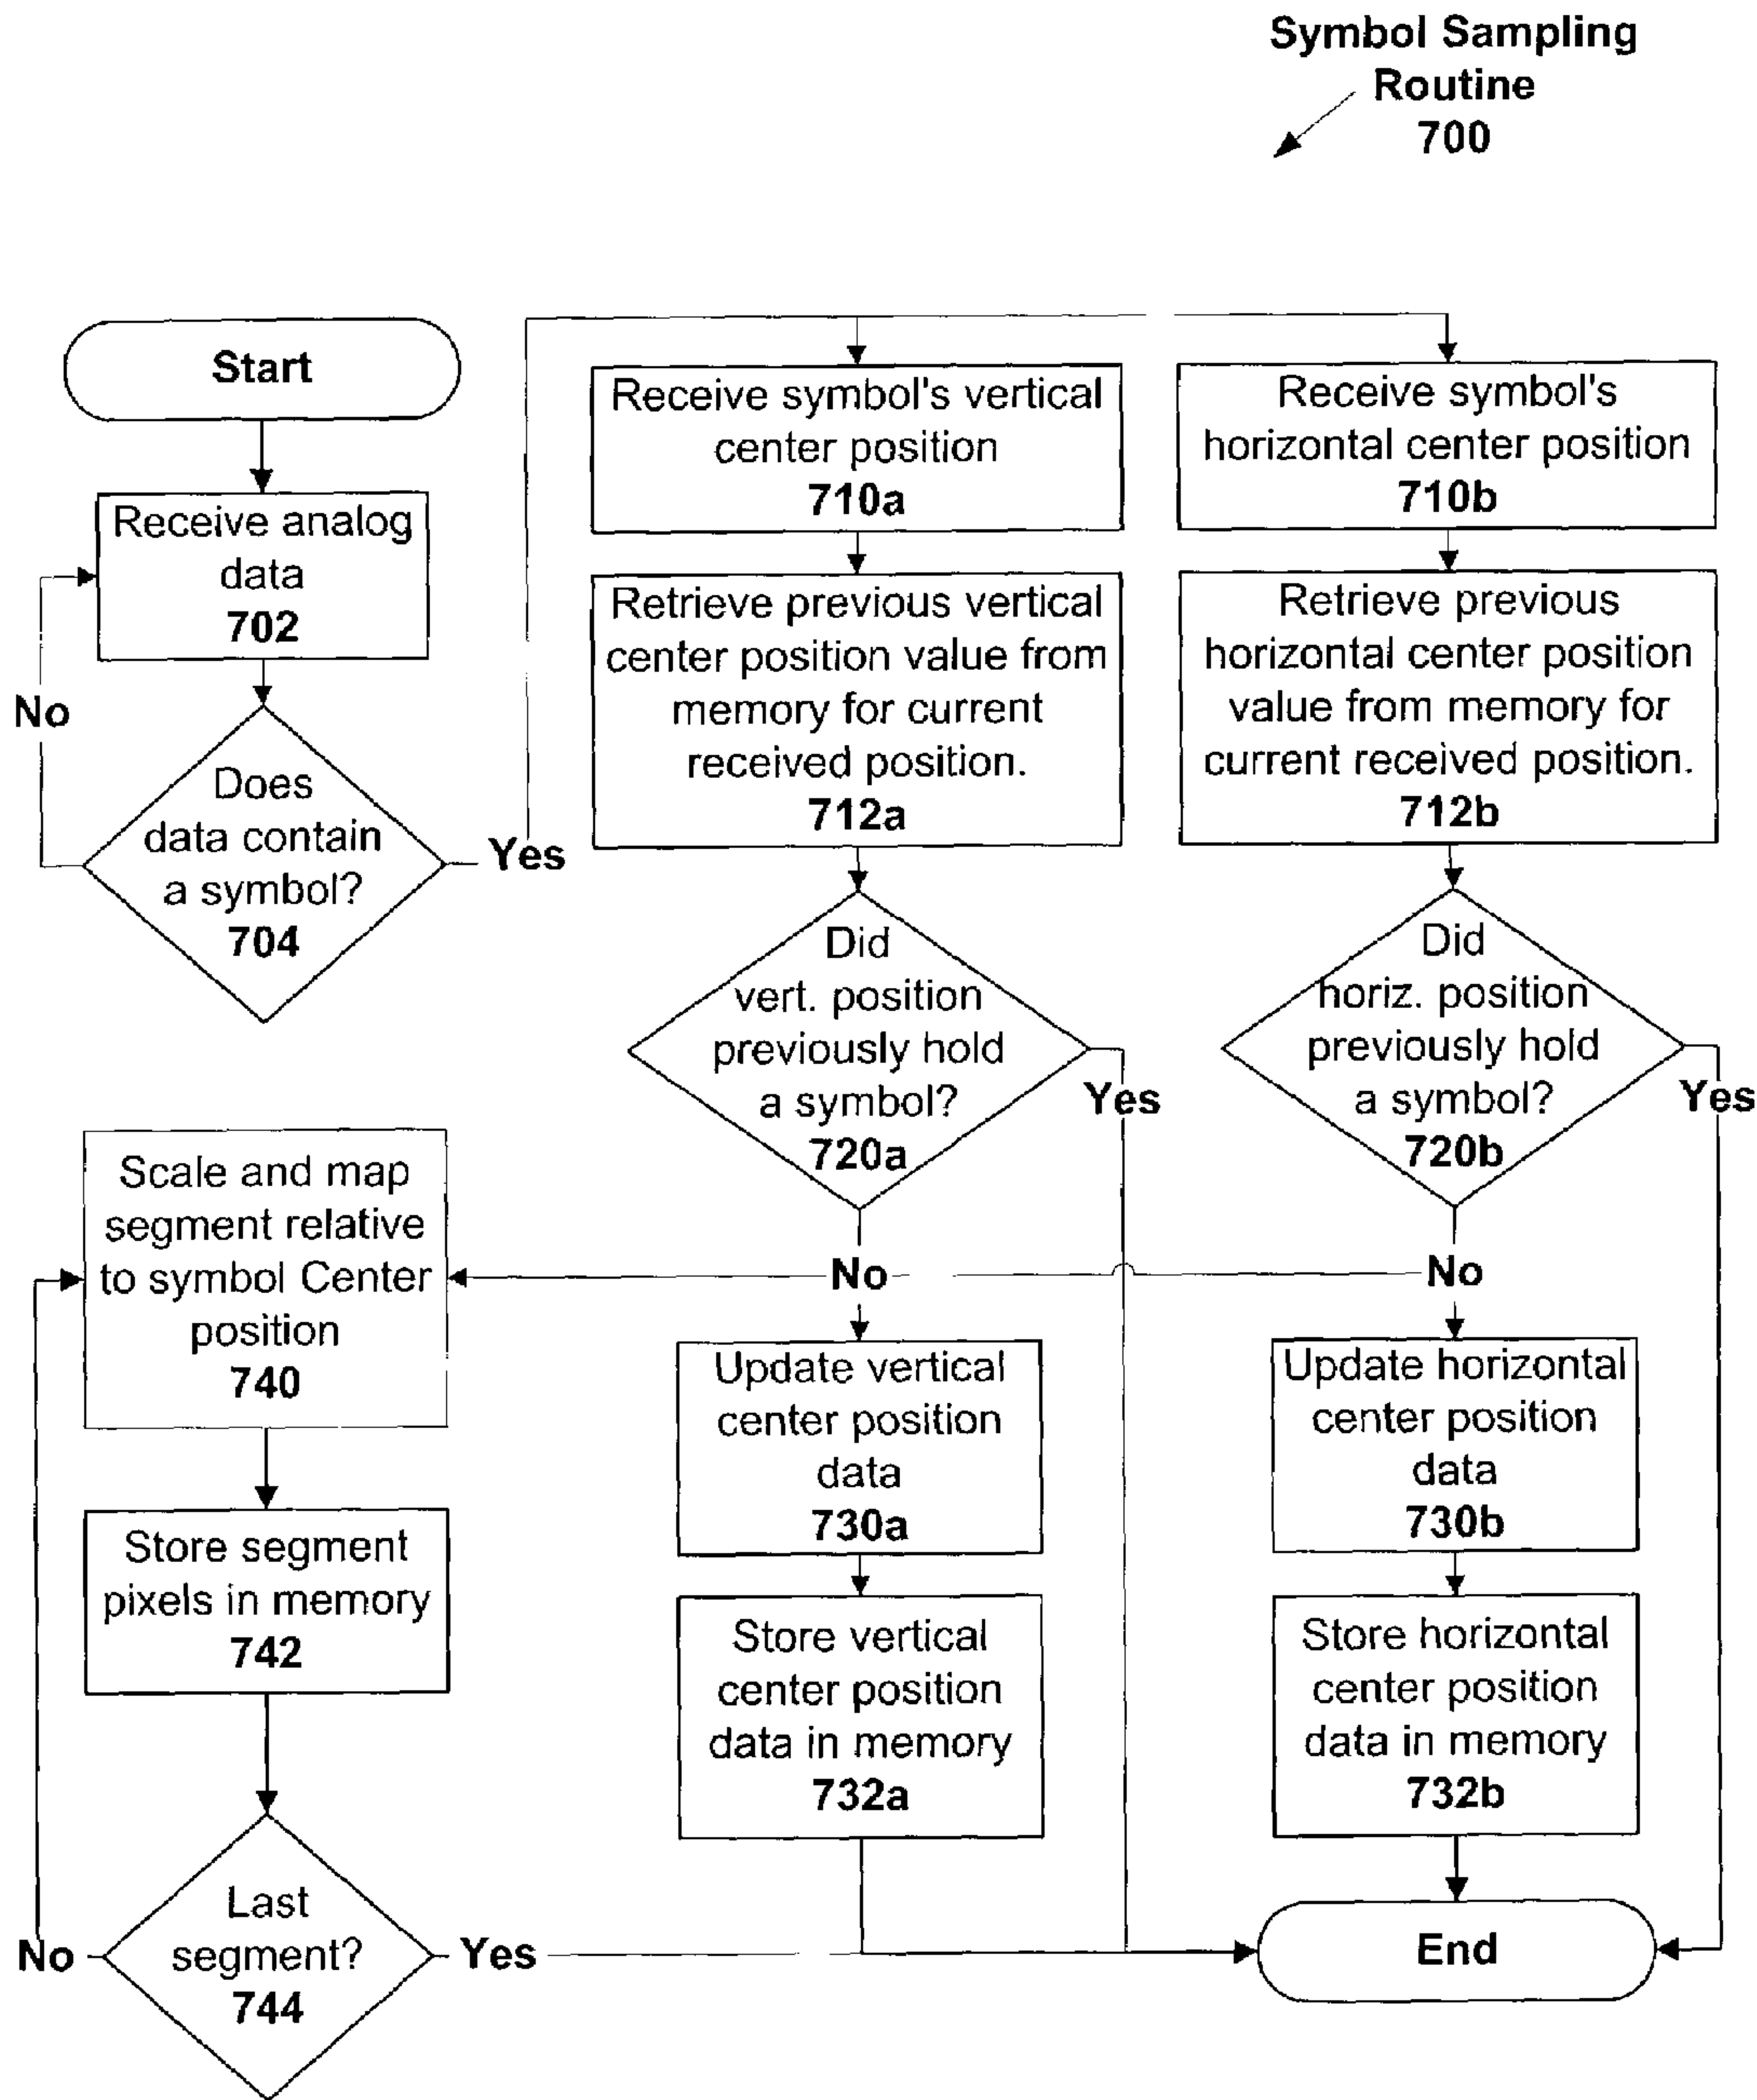 Symbol Sampling
Routine
700
Start
Receive analog
data
702
No
Does
data contain
a symbol?
704
Yes
Receive symbol's vertical
center position
710a
Receive symbol's
horizontal center position
710b
Retrieve previous vertical
center position value from
memory for current
received position.
712a
Retrieve previous
horizontal center position
value from memory for
current received position.
712b
Did
vert. position
previously hold
a symbol?
720a
Yes
Did
horiz. position
previously hold
a symbol?
720b
Yes
No
No
Scale and map
segment relative
to symbol Center
position
740
Update vertical
center position
data
730a
Update horizontal
center position
data
730b
Store segment
pixels in memory
742
Store vertical
center position
data in memory
732a
Store horizontal
center position
data in memory
732b
Last
segment?
744
No
Yes
End